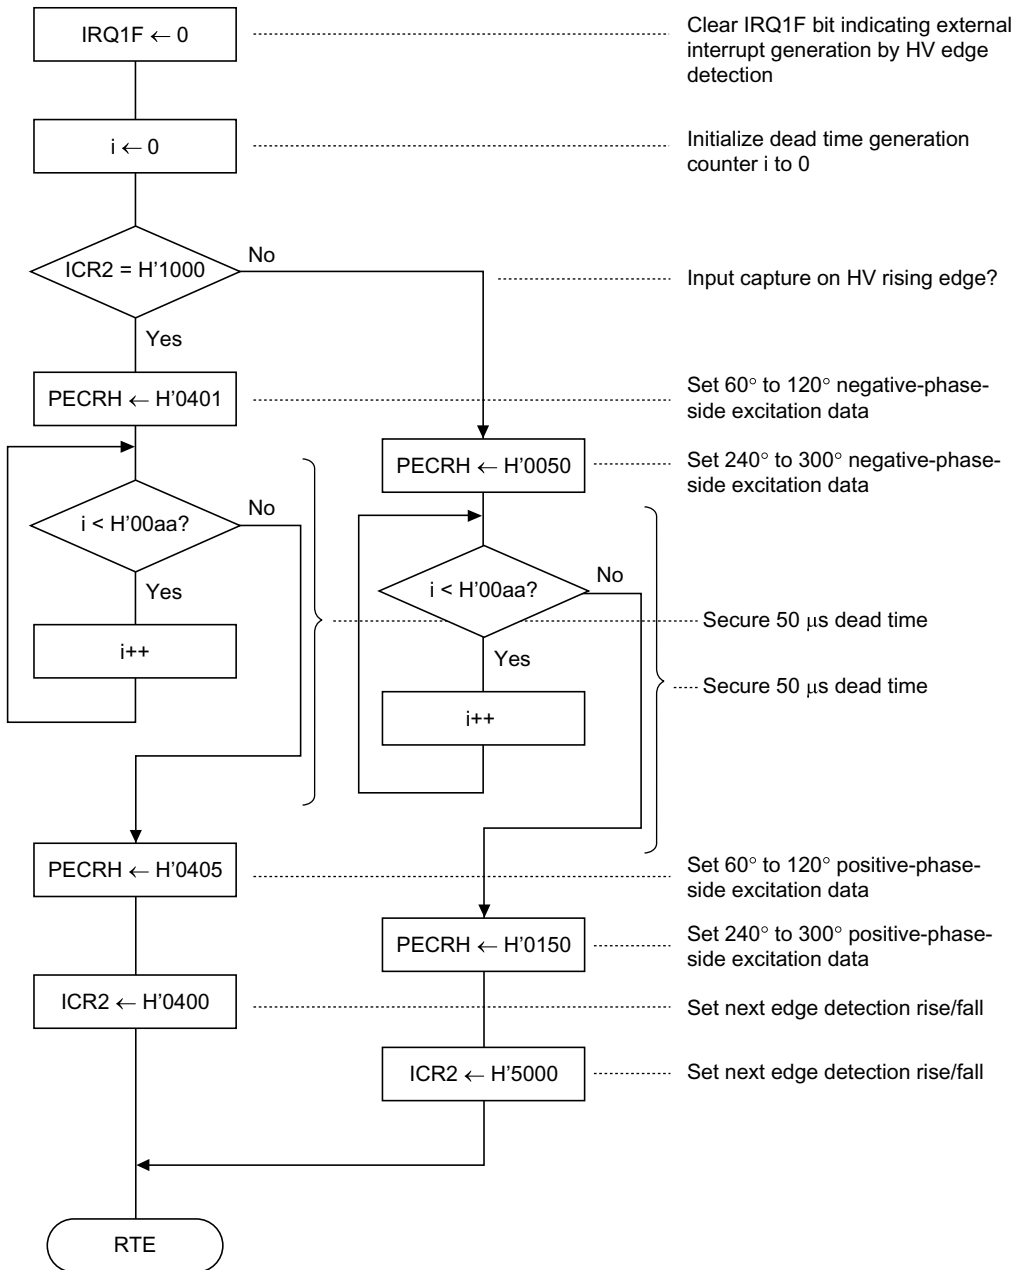 IRQ1F ← 0
Clear IRQ1F bit indicating external
interrupt generation by HV edge
detection
i ← 0
Initialize dead time generation
counter i to 0
ICR2 = H'1000
No
Input capture on HV rising edge?
Yes
PECRH ← H'0401
Set 60° to 120° negative-phase-
side excitation data
PECRH ← H'0050
Set 240° to 300° negative-phase-
side excitation data
i < H'00aa?
No
Yes
i++
i < H'00aa?
No
Yes
i++
Secure 50 μs dead time
Secure 50 μs dead time
PECRH ← H'0405
Set 60° to 120° positive-phase-
side excitation data
PECRH ← H'0150
Set 240° to 300° positive-phase-
side excitation data
ICR2 ← H'0400
Set next edge detection rise/fall
ICR2 ← H'5000
Set next edge detection rise/fall
RTE